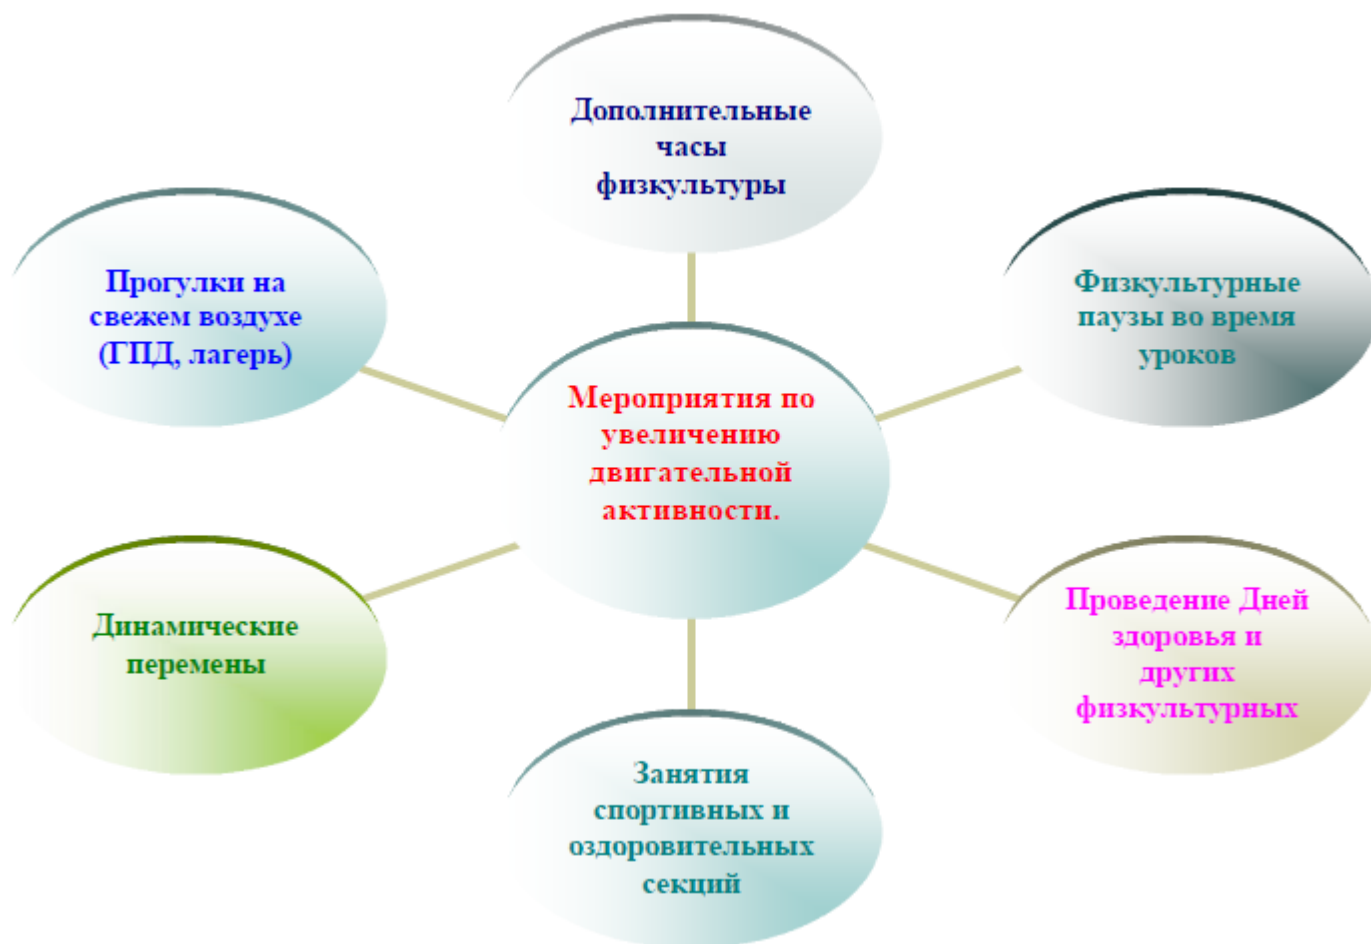 Дополнительные
часы
физкультуры
Прогулки на
свежем воздухе
(ГПД, лагерь)
Физкультурные
паузы во время
уроков
Мероприятия по
увеличению
двигательной
активности.
Динамические
перемены
Проведение Дней
здоровья и
других
физкультурных
Занятия
спортивных и
оздоровительных
секций